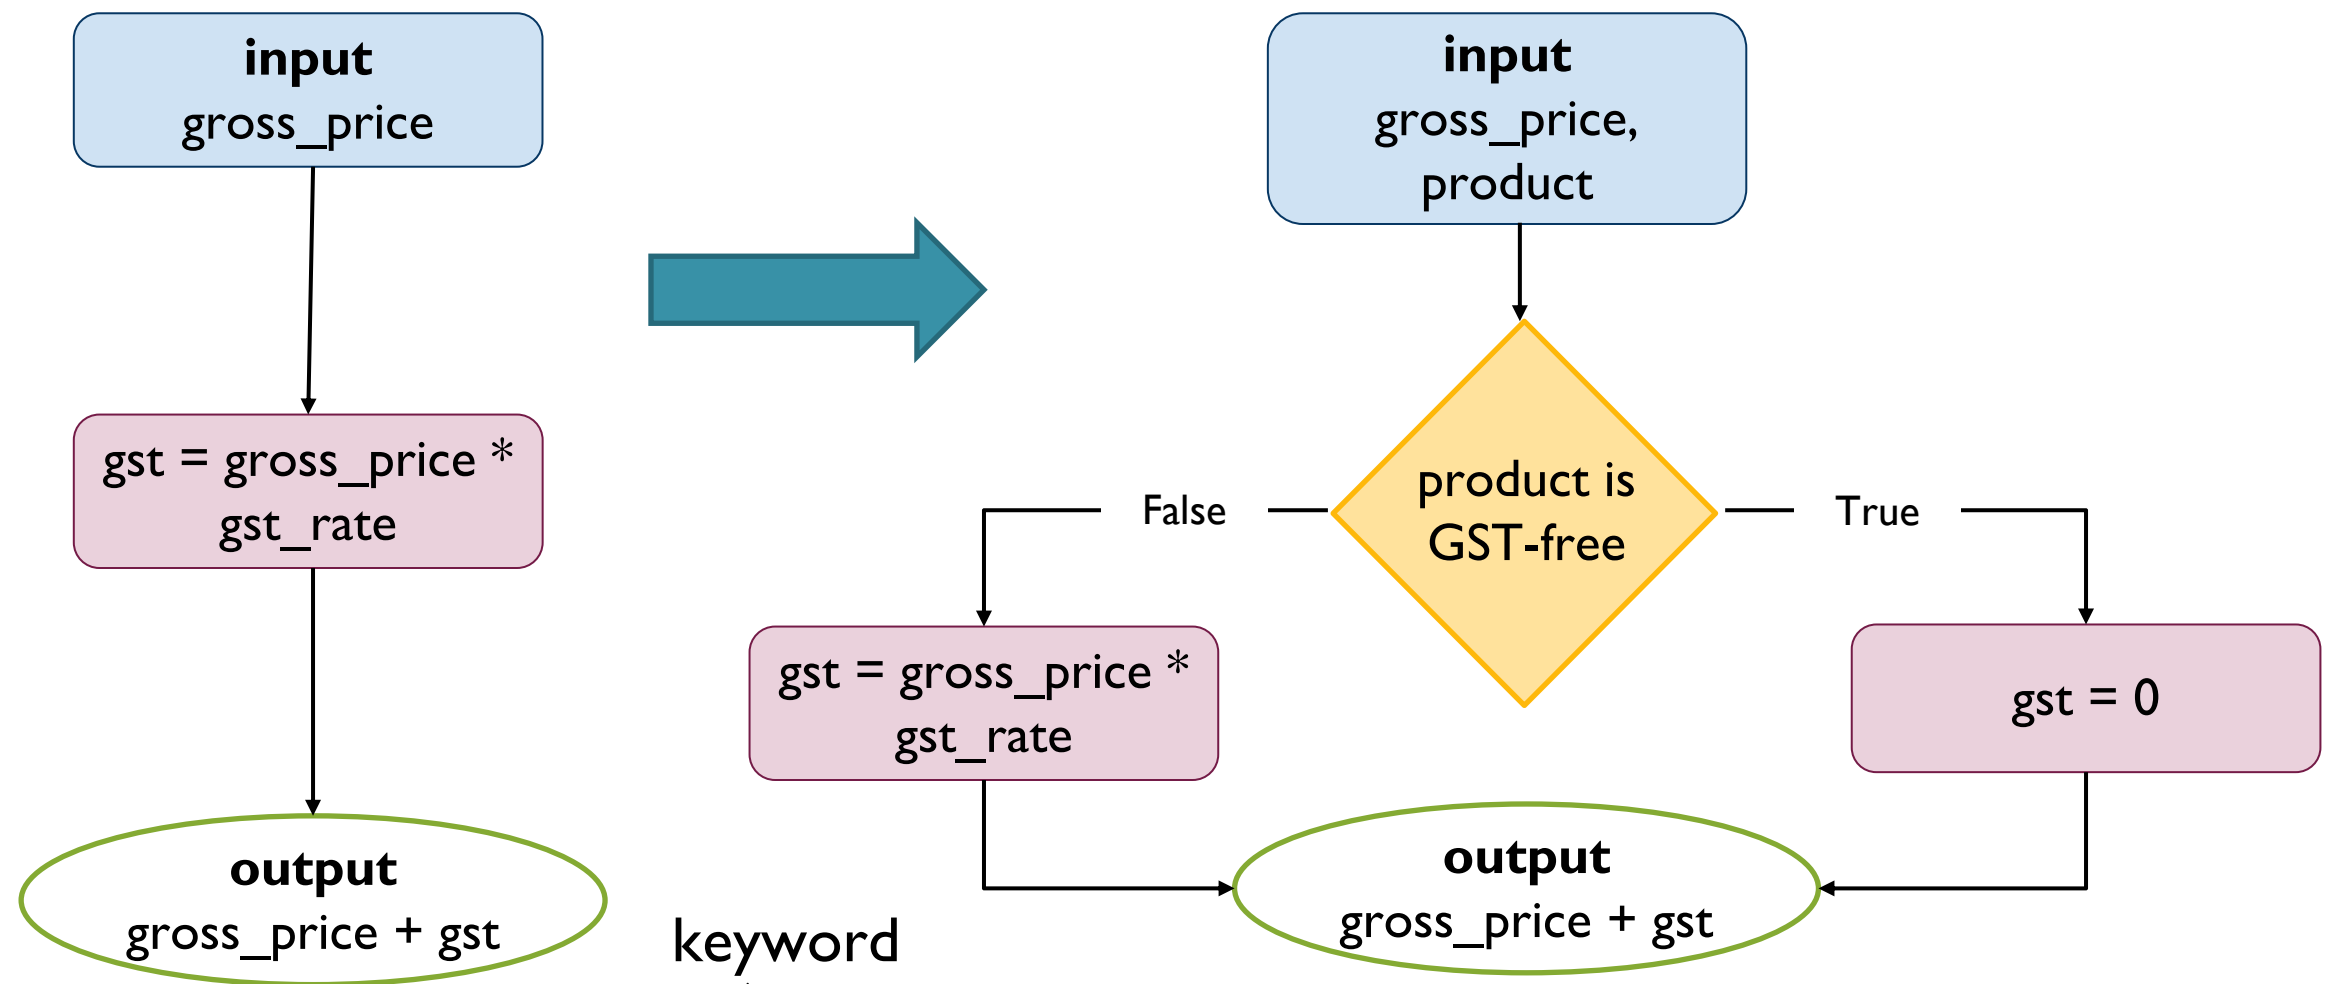 input
gross_price
gst = gross_price *
gst_rate
output
gross_price + gst
input
gross_price,
product
product is
GST-free
False
True
gst = gross_price *
gst_rate
gst = 0
output
gross_price + gst
keyword